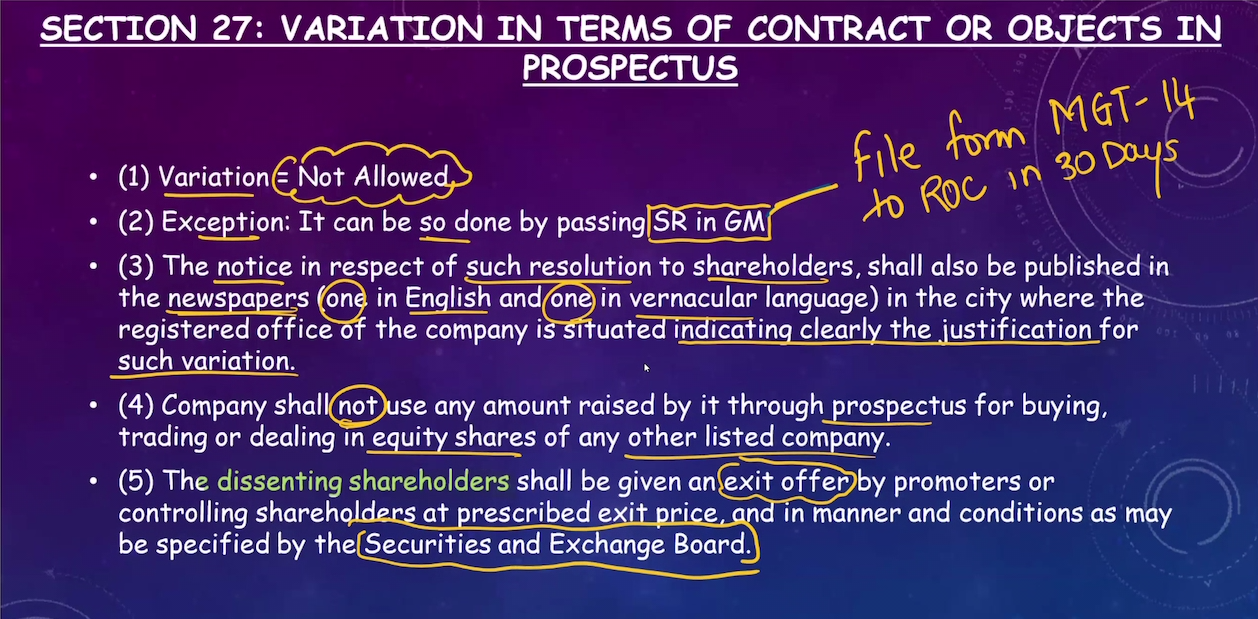 SECTION 27: VARIATION IN TERMS OF CONTRACT OR OBJECTS IN
PROSPECTUS
File form MGT-14
to ROC in 30 Days
• (1) Variation = Not Allowed.
• (2) Exception: It can be so done by passing SR in GM
• (3) The notice in respect of such resolution to shareholders, shall also be published in
the newspapers (one in English and one in vernacular language) in the city where the
registered office of the company is situated indicating clearly the justification for
such variation.
• (4) Company shall not use any amount raised by it through prospectus for buying,
trading or dealing in equity shares of any other listed company.
• (5) The dissenting shareholders shall be given an exit offer by promoters or
controlling shareholders at prescribed exit price, and in manner and conditions as may
be specified by the Securities and Exchange Board.